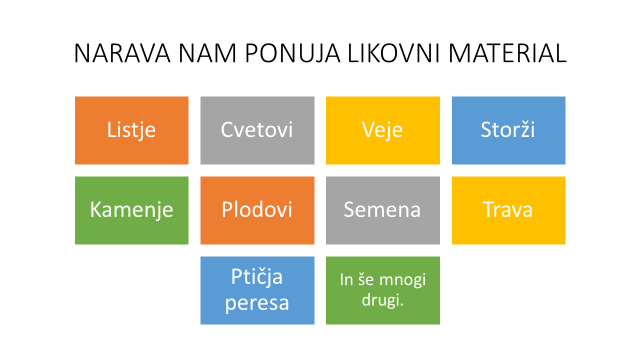 NARAVA NAM PONUJA LIKOVNI MATERIAL
Listje
Cvetovi
Veje
Storži
Kamenje
Plodovi
Semena
Trava
Ptičja
peresa
In še mnogi
drugi.